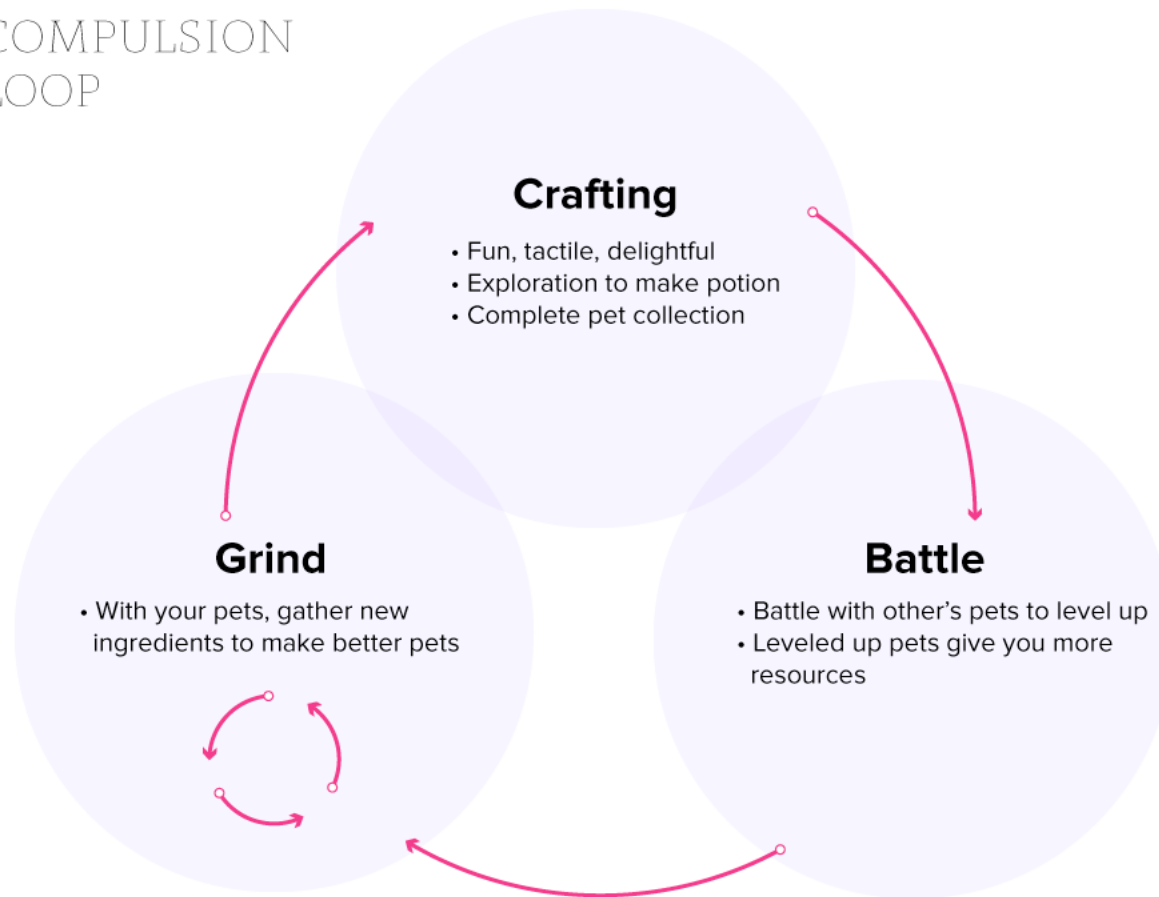 COMPULSION
LOOP
Crafting
• Fun, tactile, delightful
• Exploration to make potion
• Complete pet collection
Grind
• With your pets, gather new
ingredients to make better pets
Battle
• Battle with other's pets to level up
• Leveled up pets give you more
resources